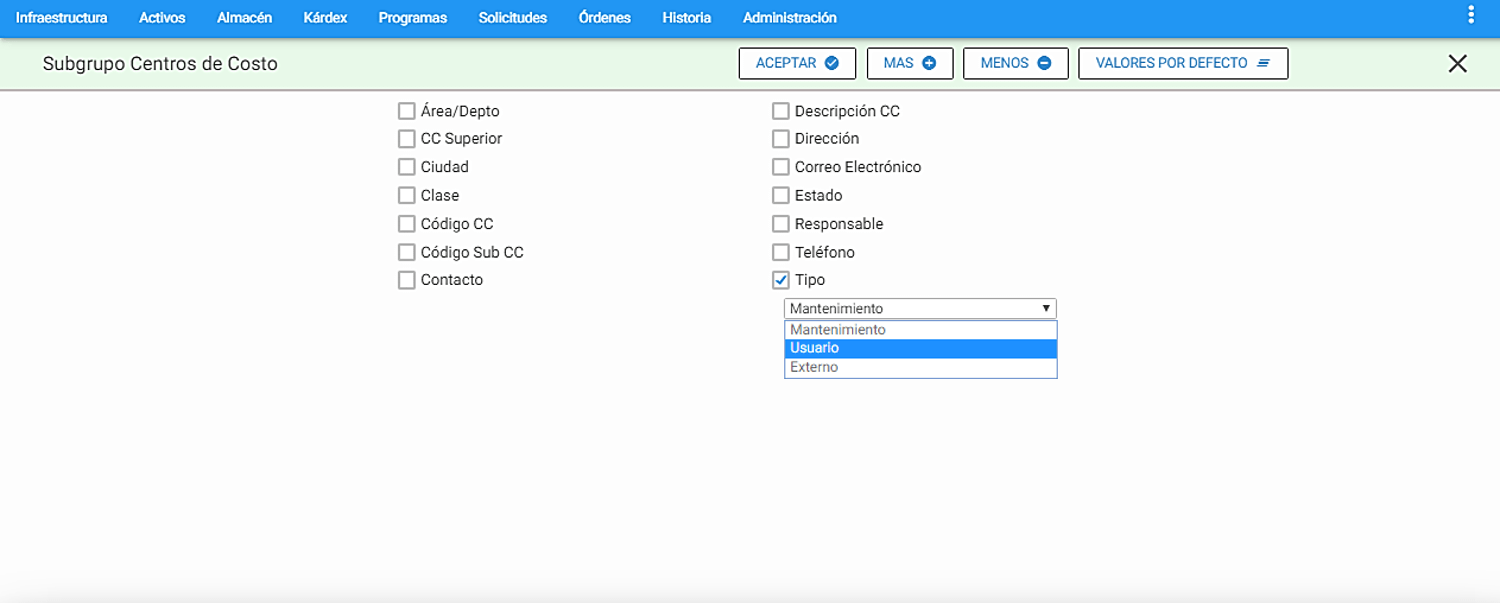 Infraestructura Activos Almacén Kárdex Programas Solicitudes Órdenes Historia Administración
Subgrupo Centros de Costo ACEPTAR MAS MENOS VALORES POR DEFECTO
Área/Depto Descripción CC
CC Superior Dirección
Ciudad Correo Electrónico
Clase Estado
Código CC Responsable
Código Sub CC Teléfono
Contacto Tipo
Mantenimiento
Mantenimiento
Usuario
Externo